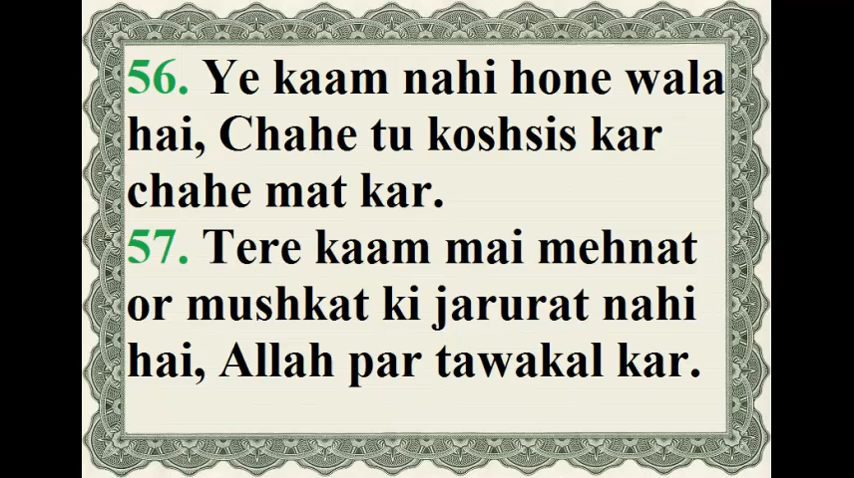 56. Ye kaam nahi hone wala
hai, Chahe tu koshsis kar
chahe mat kar.
57. Tere kaam mai mehnat
or mushkat ki jarurat nahi
hai, Allah par tawakal kar.